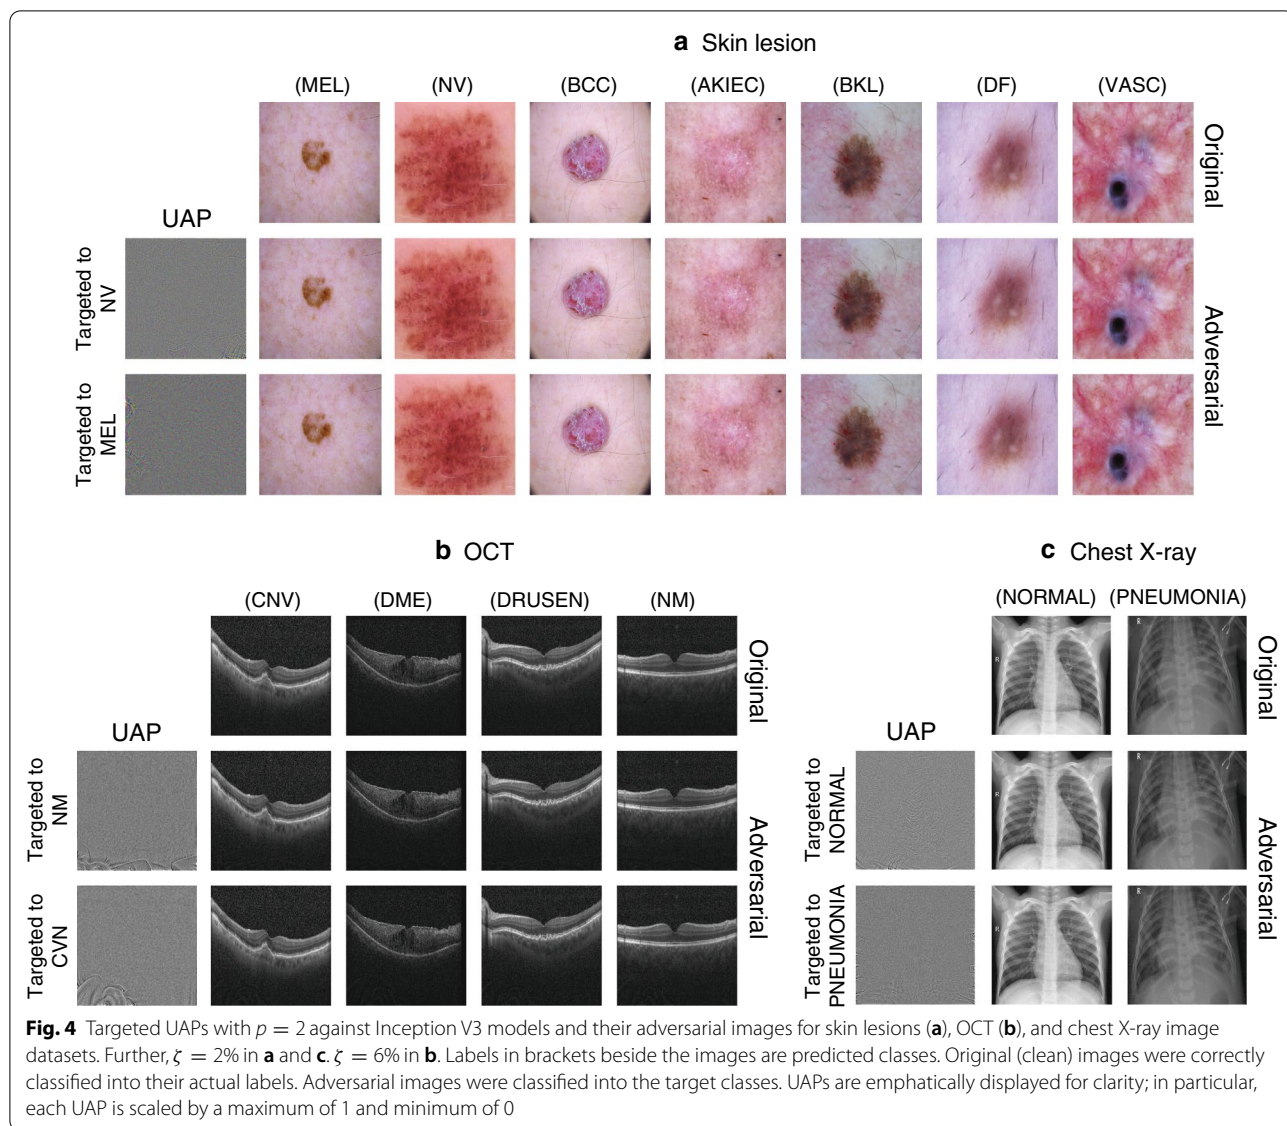 a Skin lesion
(MEL) (NV) (BCC) (AKIEC) (BKL) (DF) (VASC)
Original
UAP
Targeted to
NV
Adversarial
Targeted to
MEL
b OCT
(CNV) (DME) (DRUSEN) (NM)
Original
UAP
Targeted to
NM
Adversarial
Targeted to
CVN
c Chest X-ray
(NORMAL) (PNEUMONIA)
Original
UAP
Targeted to
NORMAL
Adversarial
Targeted to
PNEUMONIA
Fig. 4 Targeted UAPs with p = 2 against Inception V3 models and their adversarial images for skin lesions (a), OCT (b), and chest X-ray image
datasets. Further, ζ = 2% in a and c. ζ = 6% in b. Labels in brackets beside the images are predicted classes. Original (clean) images were correctly
classified into their actual labels. Adversarial images were classified into the target classes. UAPs are emphatically displayed for clarity; in particular,
each UAP is scaled by a maximum of 1 and minimum of 0